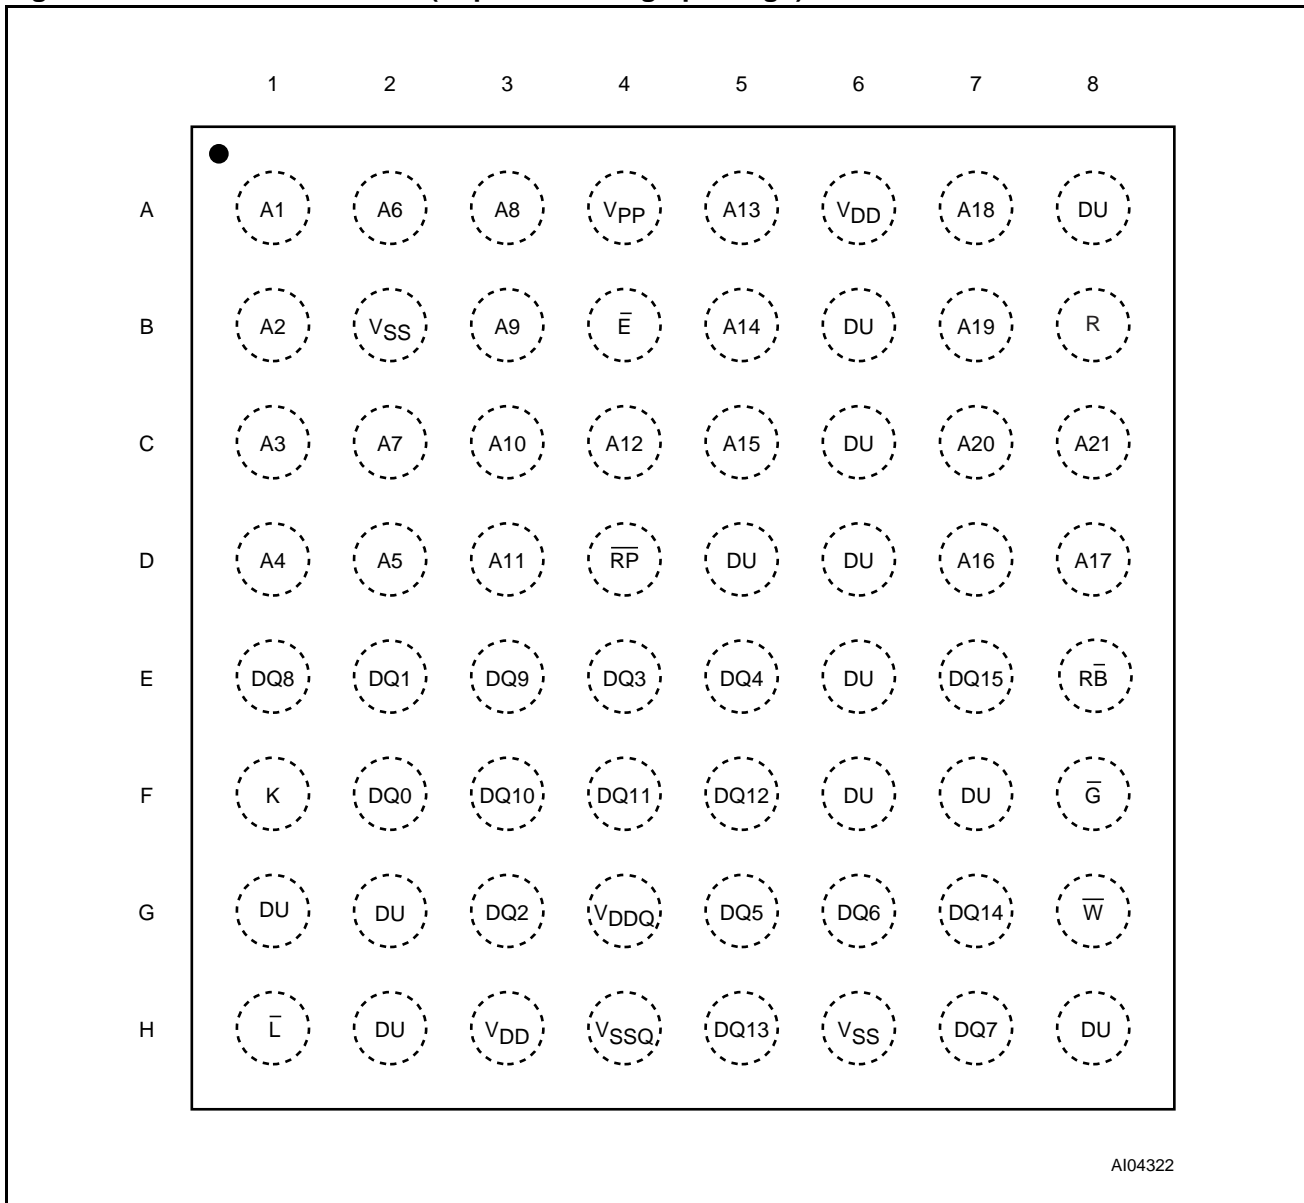 1 2 3 4 5 6 7 8
A A1 A6 A8 VPP A13 VDD A18 DU
B A2 VSS A9 E̅ A14 DU A19 R
C A3 A7 A10 A12 A15 DU A20 A21
D A4 A5 A11 R̅P̅ DU DU A16 A17
E DQ8 DQ1 DQ9 DQ3 DQ4 DU DQ15 RB̅
F K DQ0 DQ10 DQ11 DQ12 DU DU G̅
G DU DU DQ2 VDDQ DQ5 DQ6 DQ14 W̅
H L̅ DU VDD VSSQ DQ13 VSS DQ7 DU
AI04322